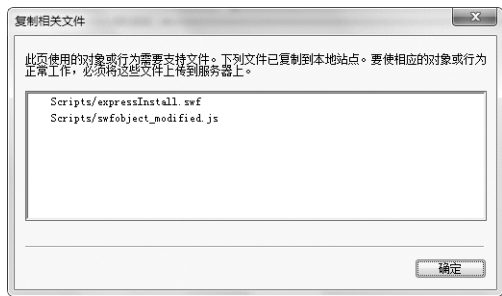 复制相关文件
此页使用的对象或行为需要支持文件。下列文件已复制到本地站点。要使相应的对象或行为
正常工作，必须将这些文件上传到服务器上。
Scripts/expressInstall.swf
Scripts/swfobject_modified.js
确定